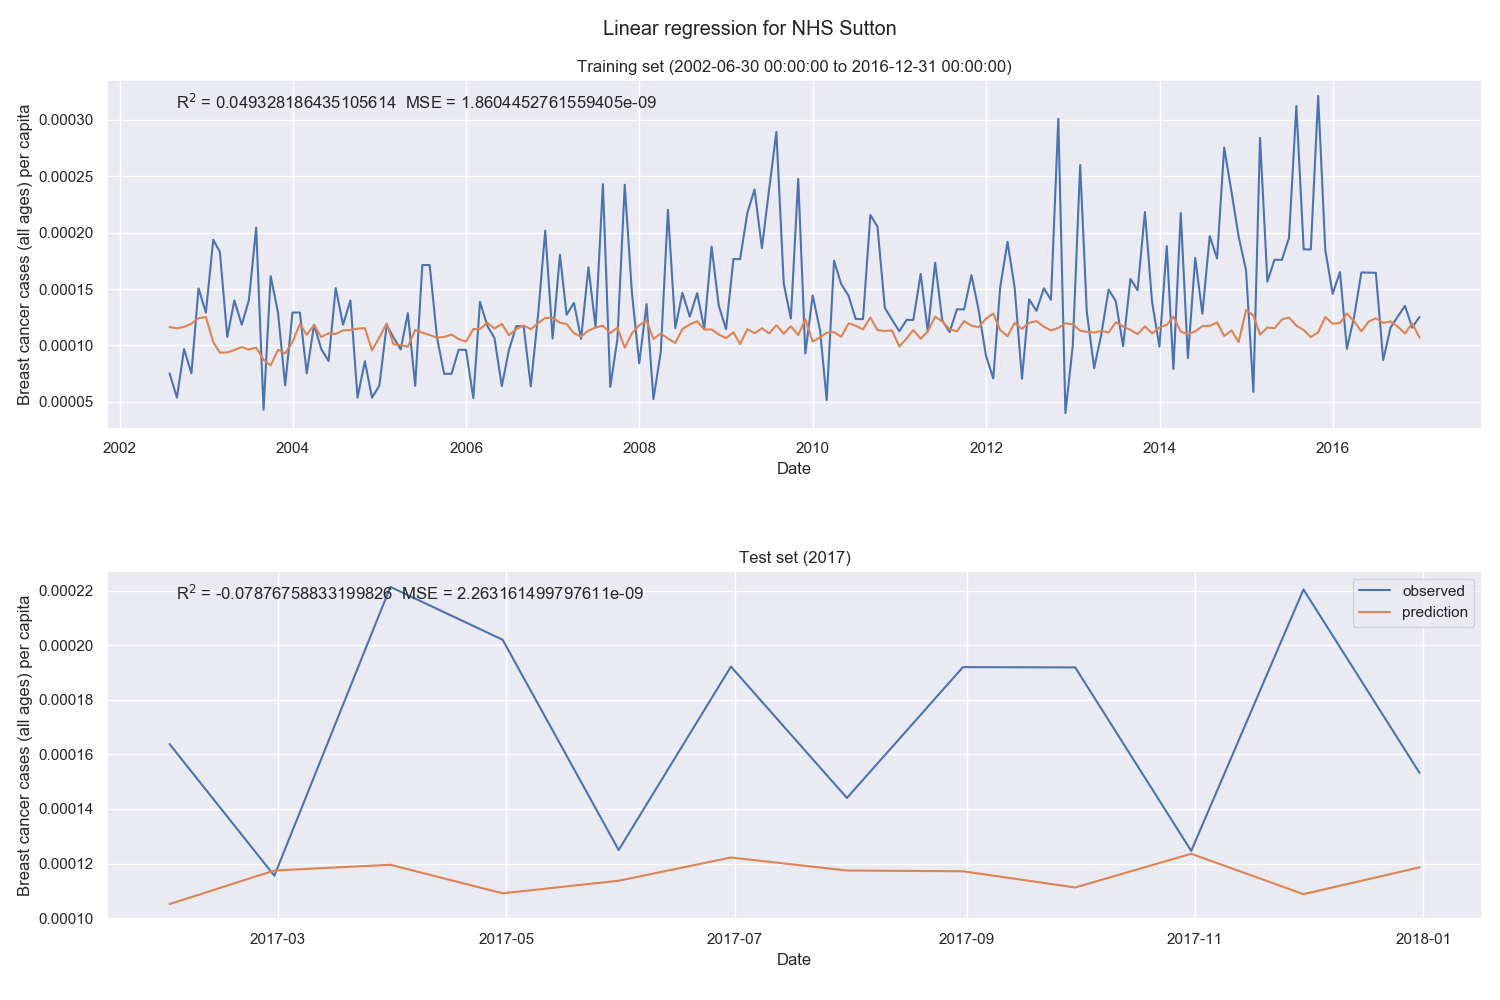 Linear regression for NHS Sutton
Training set (2002-06-30 00:00:00 to 2016-12-31 00:00:00)
R² = 0.049328186435105614 MSE = 1.8604452761559405e-09
Breast cancer cases (all ages) per capita
0.00030
0.00025
0.00020
0.00015
0.00010
0.00005
2002 2004 2006 2008 2010 2012 2014 2016
Date
Test set (2017)
R² = -0.07876758833199826 MSE = 2.263161499797611e-09
observed
prediction
Breast cancer cases (all ages) per capita
0.00022
0.00020
0.00018
0.00016
0.00014
0.00012
0.00010
2017-03 2017-05 2017-07 2017-09 2017-11 2018-01
Date